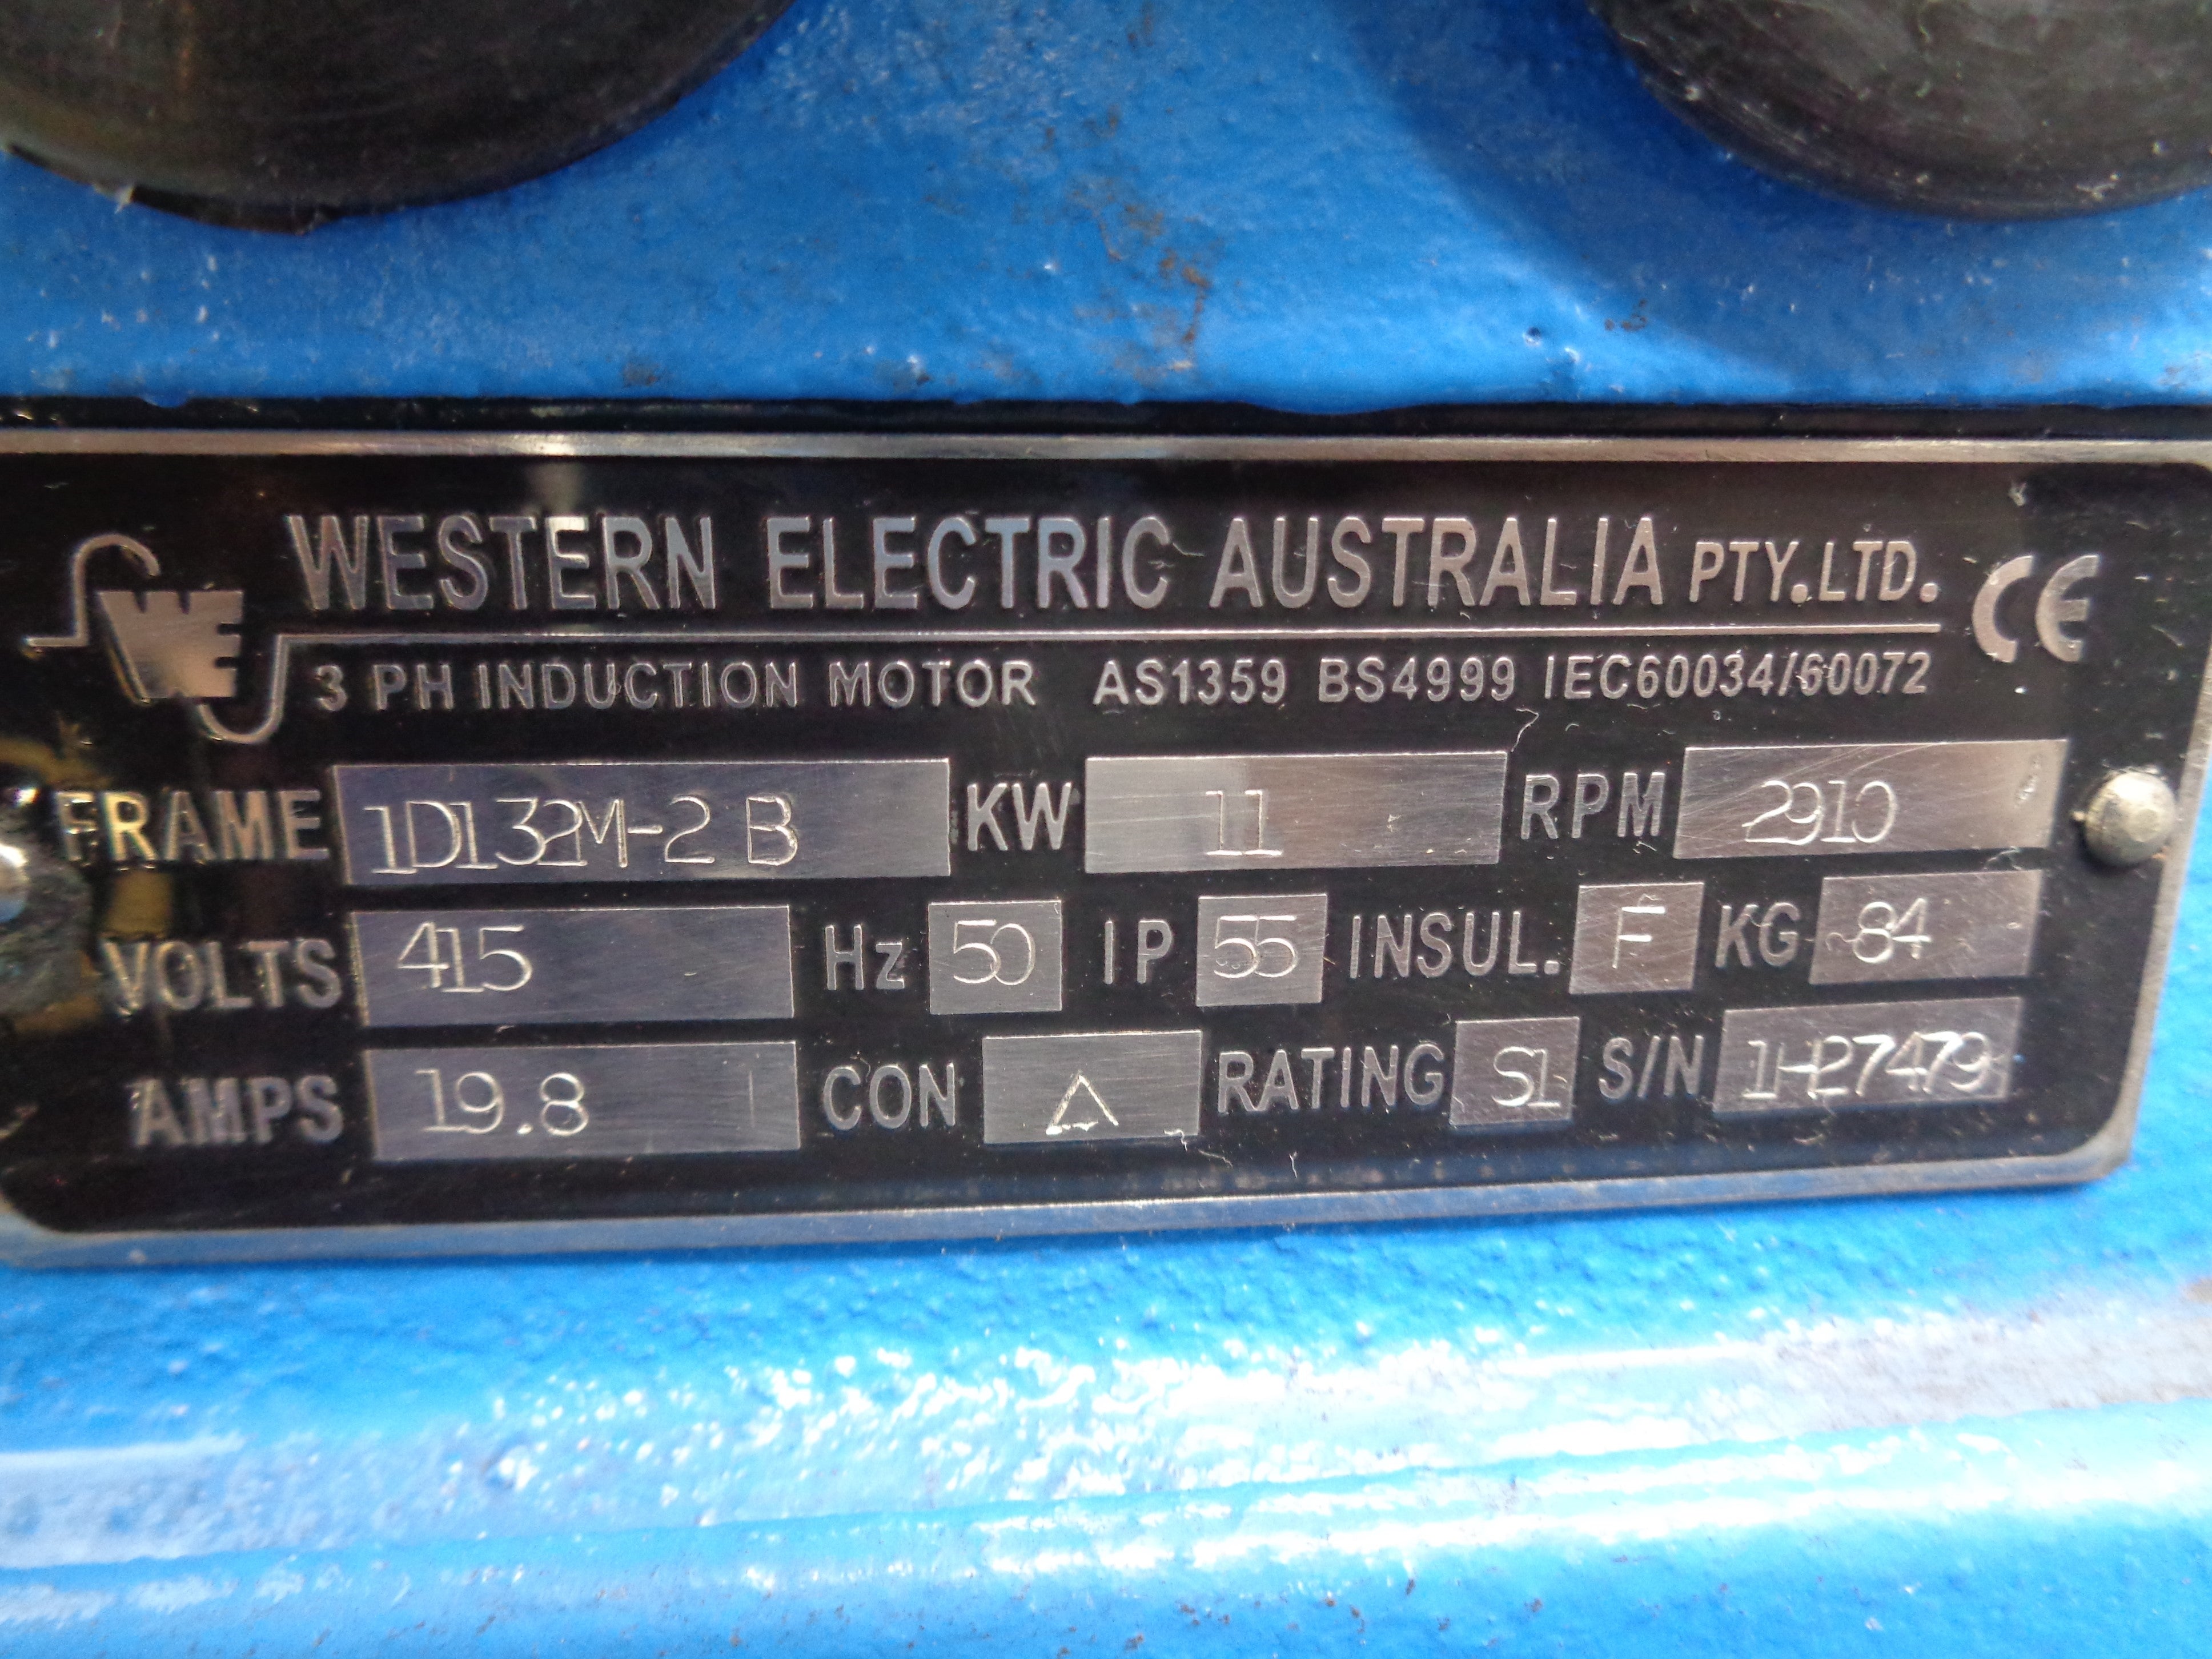 WESTERN ELECTRIC AUSTRALIA PTY.LTD. CE
WE
3 PH INDUCTION MOTOR AS1359 BS4999 IEC60034/60072
FRAME 1D132M-2 B KW 11 RPM 2910
VOLTS 415 Hz 50 IP 55 INSUL. F KG 84
AMPS 19.8 CON △ RATING S1 S/N 1H27479